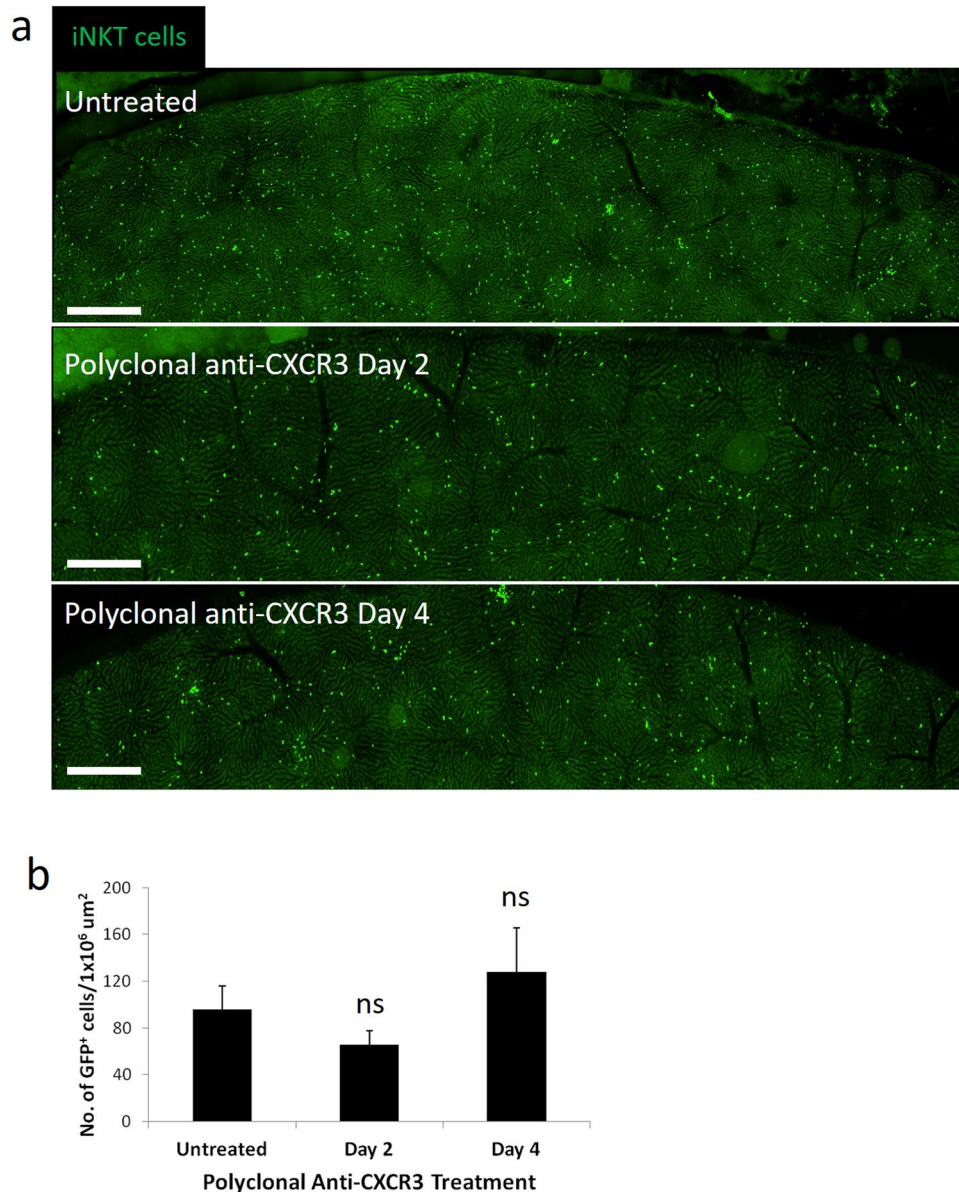 a
iNKT cells
Untreated
Polyclonal anti-CXCR3 Day 2
Polyclonal anti-CXCR3 Day 4
b
No. of GFP⁺ cells/1x10⁶ um²
200
160
120
80
40
0
ns
ns
Untreated Day 2 Day 4
Polyclonal Anti-CXCR3 Treatment